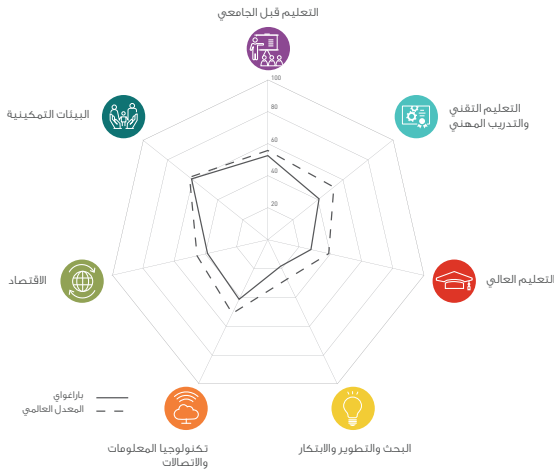 التعليم قبل الجامعي
100
80
60
40
20
التعليم التقني
والتدريب المهني
التعليم العالي
البحث والتطوير والابتكار
تكنولوجيا المعلومات
والاتصالات
الاقتصاد
البيئات التمكينية
باراغواي
المعدل العالمي